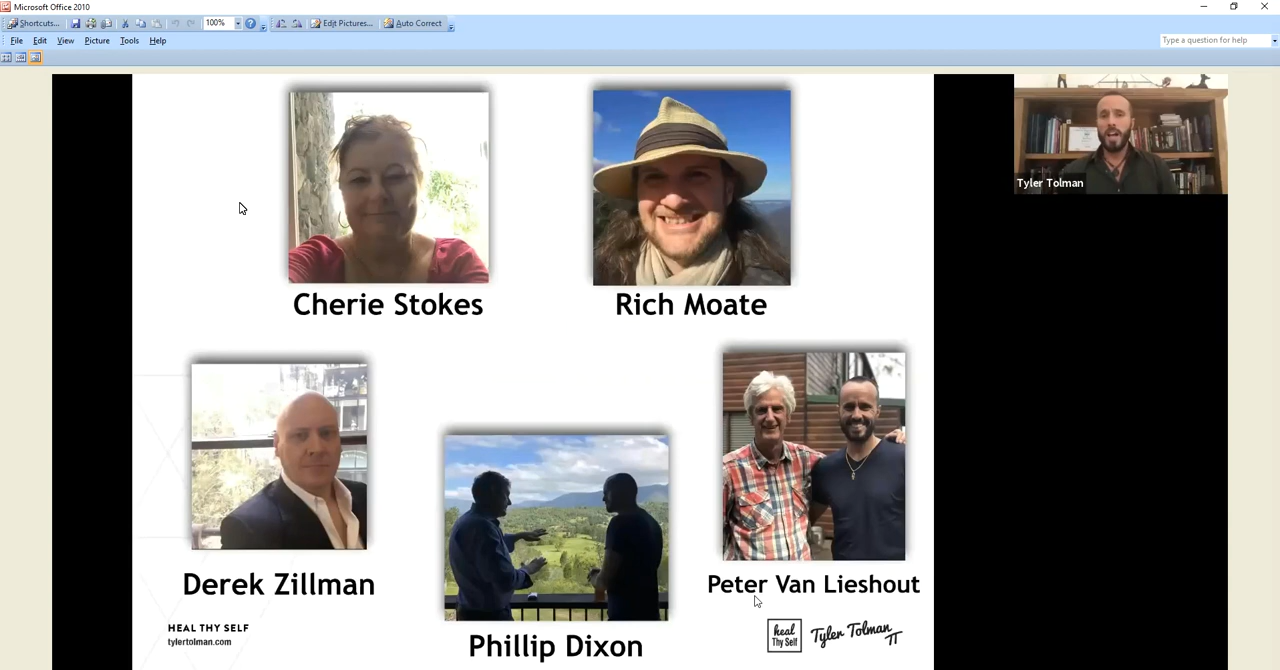 Microsoft Office 2010
Shortcuts... 100% Edit Pictures... Auto Correct
File Edit View Picture Tools Help
Type a question for help
Tyler Tolman
Cherie Stokes
Rich Moate
Derek Zillman
Phillip Dixon
Peter Van Lieshout
HEAL THY SELF
tylertolman.com
heal
Thy Self
Tyler Tolman
TT